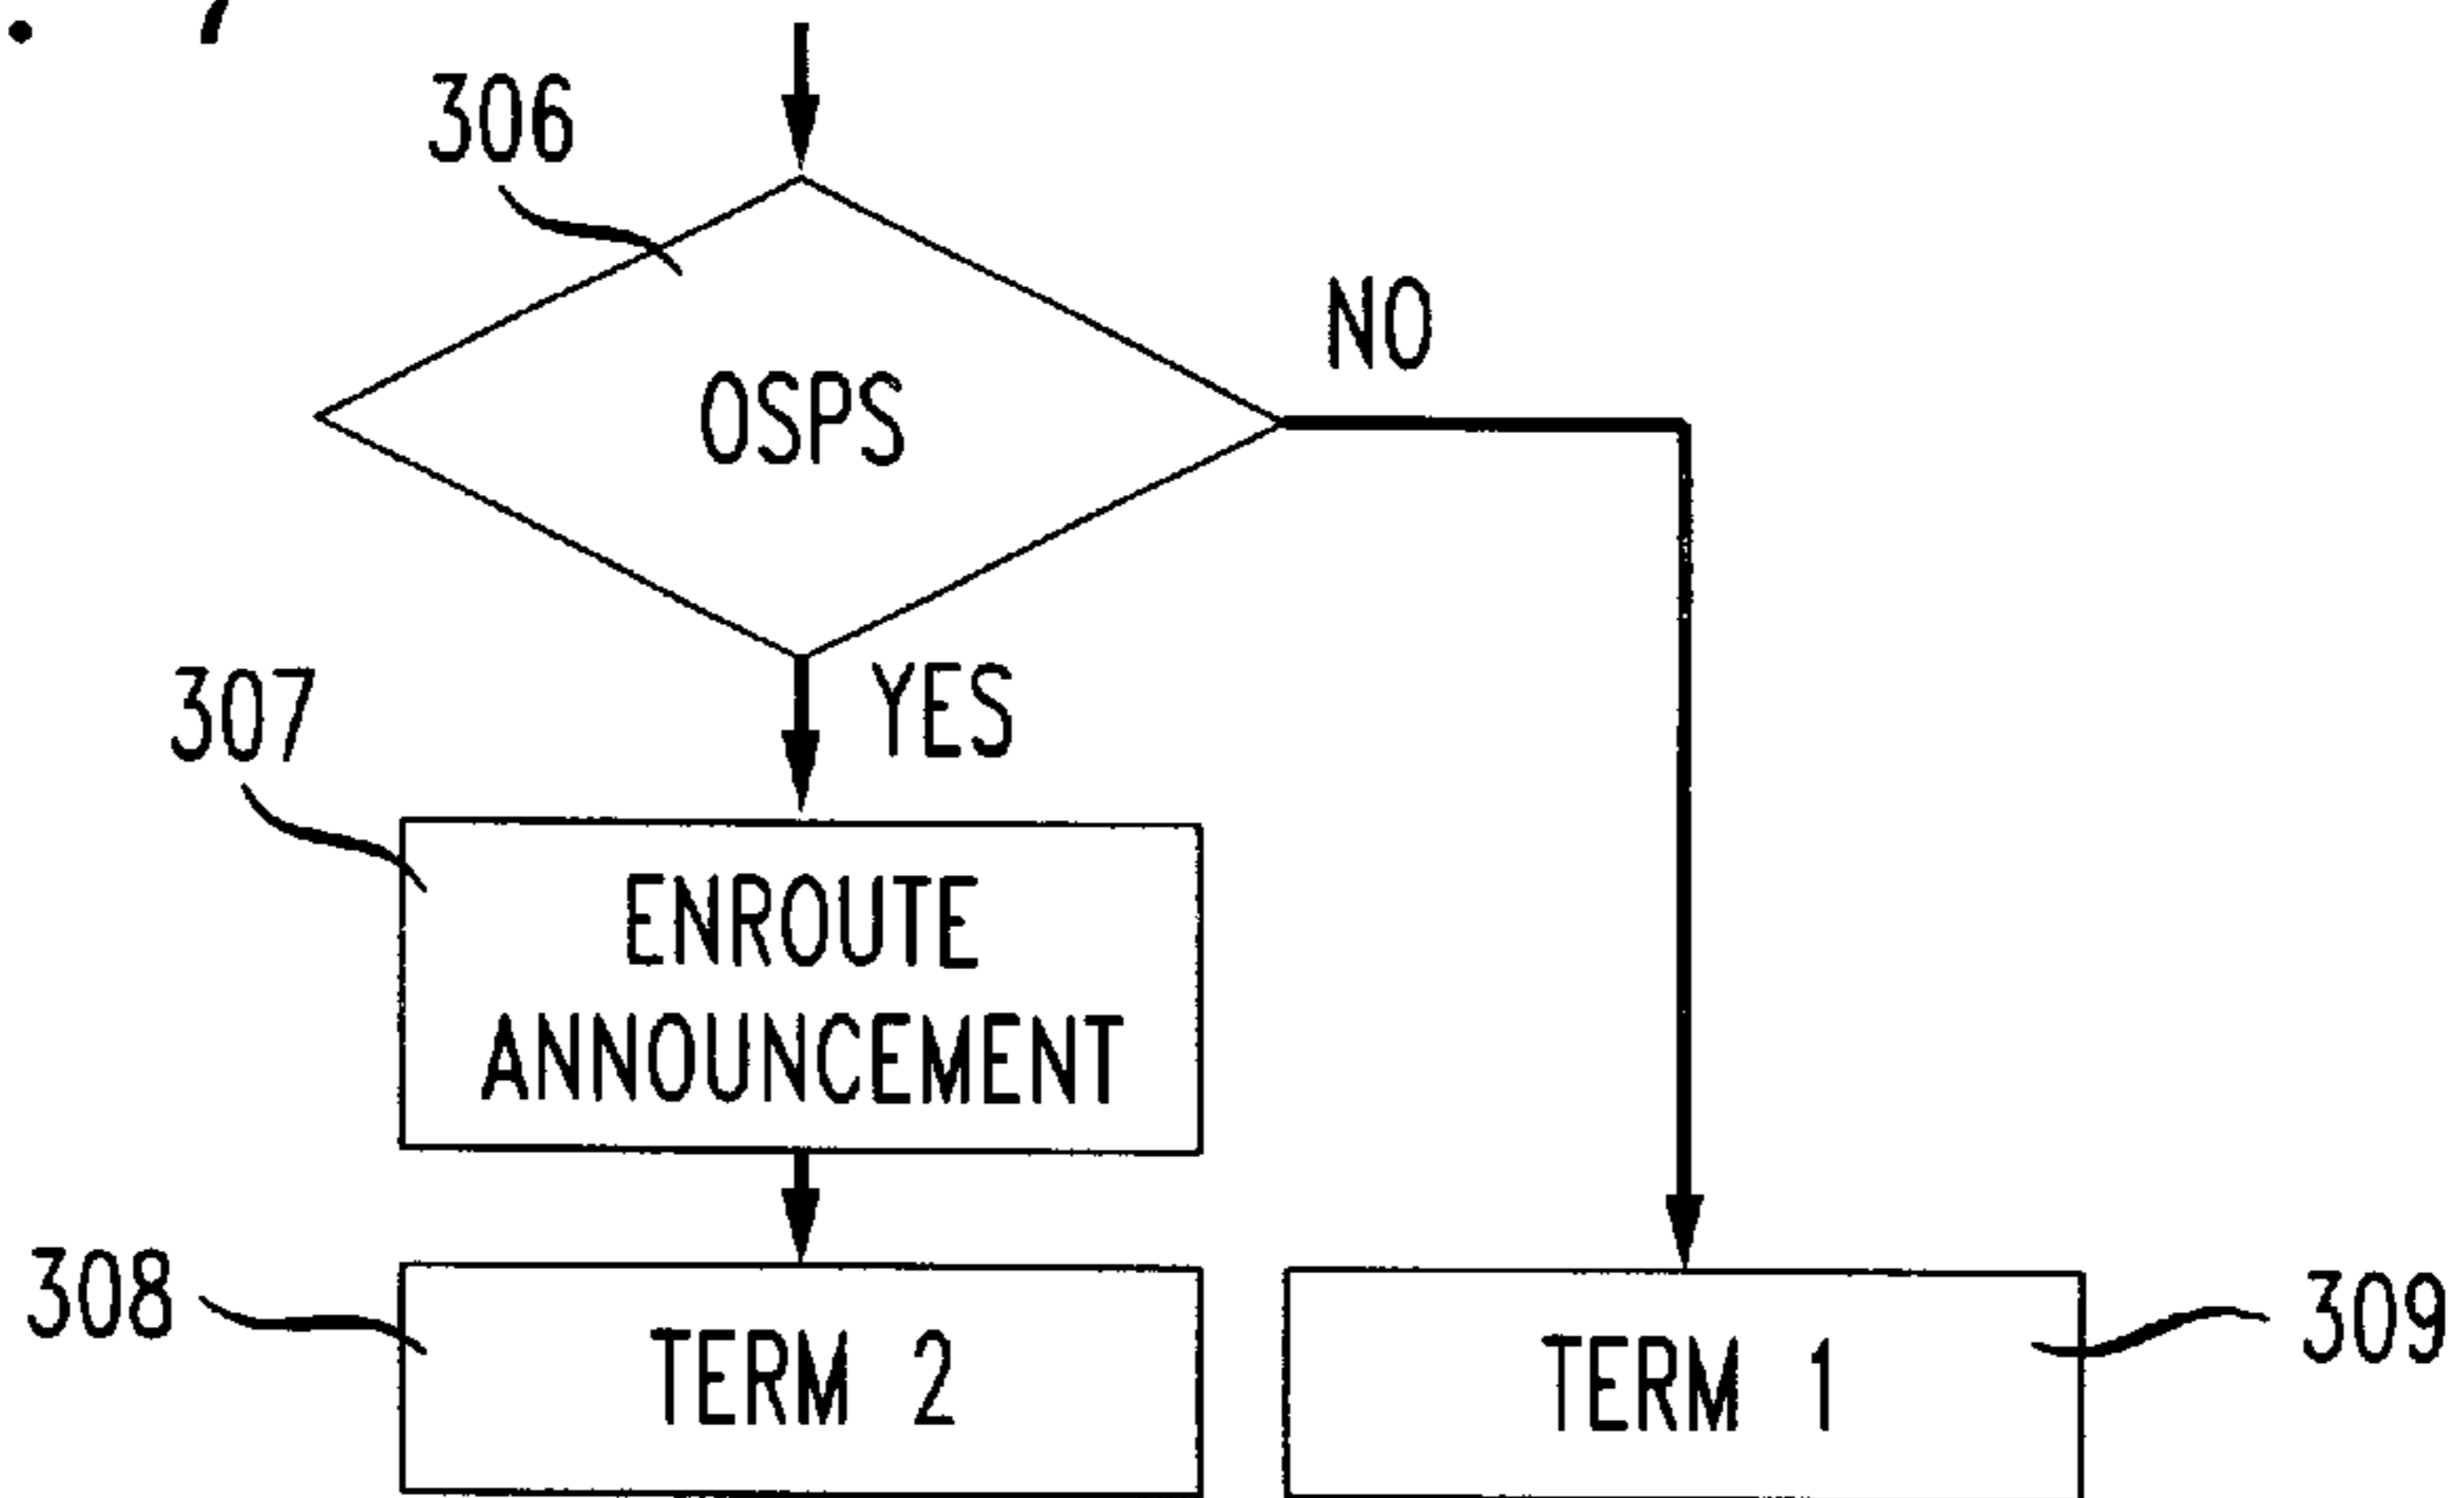 306
NO
OSPS
YES
307
ENROUTE
ANNOUNCEMENT
308
TERM 2
TERM 1
309